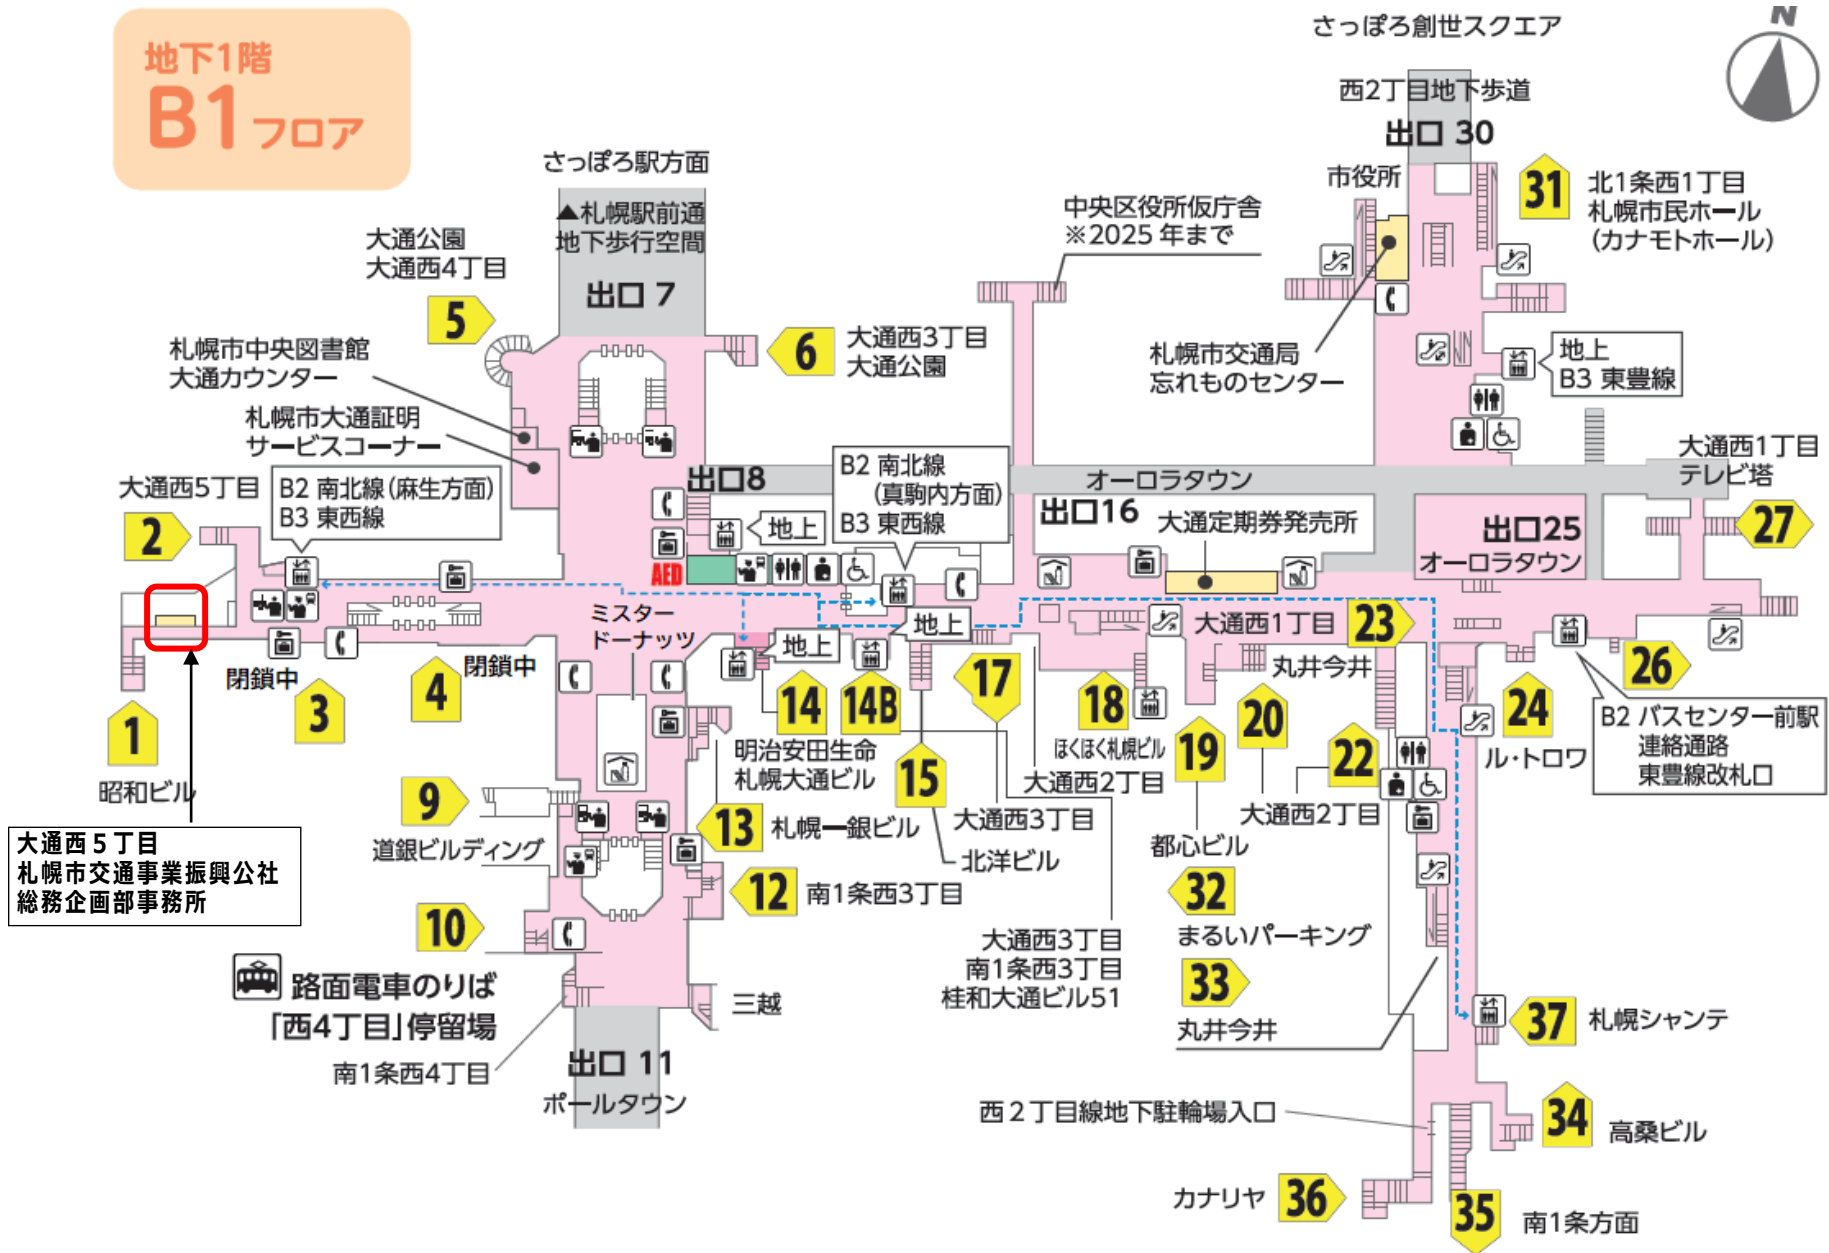 地下1階
B1フロア
N
さっぽろ創世スクエア
西2丁目地下歩道
出口 30
市役所
31
北1条西1丁目
札幌市民ホール
(カナモトホール)
さっぽろ駅方面
▲札幌駅前通
地下歩行空間
出口 7
中央区役所仮庁舎
※2025 年まで
大通公園
大通西4丁目
5
6
大通西3丁目
大通公園
札幌市交通局
忘れものセンター
地上
B3 東豊線
札幌市中央図書館
大通カウンター
札幌市大通証明
サービスコーナー
大通西5丁目
2
B2 南北線(麻生方面)
B3 東西線
出口8
地上
B2 南北線
(真駒内方面)
B3 東西線
オーロラタウン
出口16
大通定期券発売所
出口25
オーロラタウン
大通西1丁目
テレビ塔
27
AED
ミスター
ドーナッツ
地上
地上
大通西1丁目
23
丸井今井
閉鎖中
3
4
閉鎖中
1
昭和ビル
14
14B
17
18
19
20
22
24
26
明治安田生命
札幌大通ビル
15
ほくほく札幌ビル
大通西2丁目
大通西2丁目
ル・トロワ
B2 バスセンター前駅
連絡通路
東豊線改札口
9
道銀ビルディング
13
札幌一銀ビル
大通西3丁目
北洋ビル
都心ビル
大通西5丁目
札幌市交通事業振興公社
総務企画部事務所
10
12
南1条西3丁目
32
まるいパーキング
大通西3丁目
南1条西3丁目
桂和大通ビル51
33
丸井今井
路面電車のりば
「西4丁目」停留場
三越
37
札幌シャンテ
南1条西4丁目
出口 11
ポールタウン
西2丁目線地下駐輪場入口
34
高桑ビル
カナリヤ
36
35
南1条方面